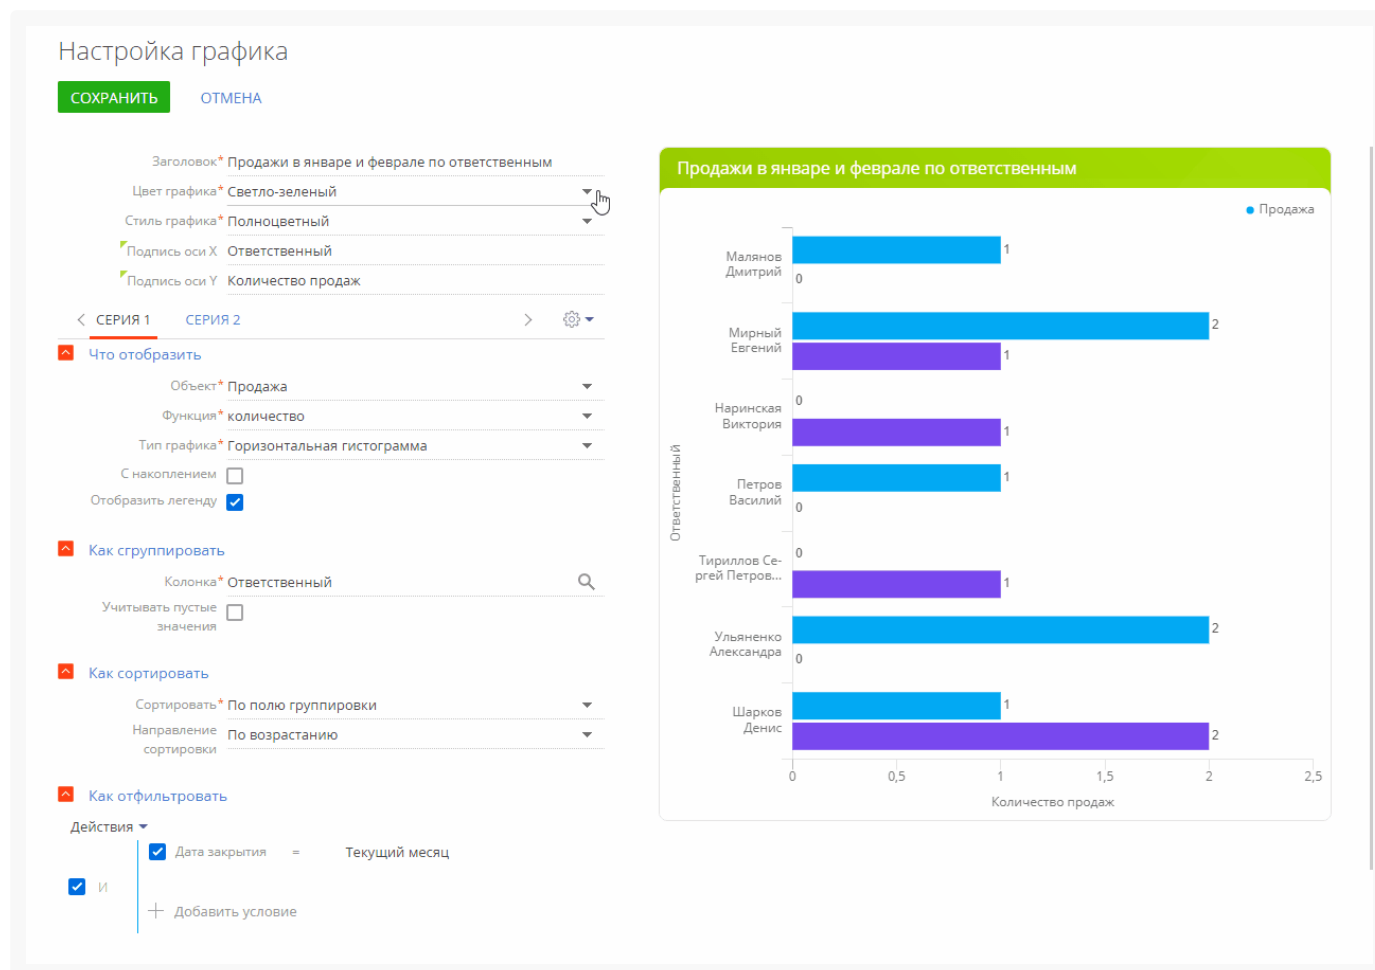 Настройка графика
СОХРАНИТЬ ОТМЕНА
Заголовок* Продажи в январе и феврале по ответственным
Цвет графика* Светло-зеленый
Стиль графика* Полноцветный
Подпись оси X Ответственный
Подпись оси Y Количество продаж
СЕРИЯ 1 СЕРИЯ 2
Что отобразить
Объект* Продажа
Функция* количество
Тип графика* Горизонтальная гистограмма
С накоплением
Отобразить легенду
Как сгруппировать
Колонка* Ответственный
Учитывать пустые
значения
Как сортировать
Сортировать* По полю группировки
Направление
сортировки
По возрастанию
Как отфильтровать
Действия
Дата закрытия = Текущий месяц
И
Добавить условие
Продажи в январе и феврале по ответственным
Продажа
Ответственный
Малянов
Дмитрий
1
0
Мирный
Евгений
2
1
Наринская
Виктория
0
1
Петров
Василий
1
0
Тириллов Се-
ргей Петров...
0
1
Ульяненко
Александра
2
0
Шарков
Денис
1
2
0 0,5 1 1,5 2 2,5
Количество продаж